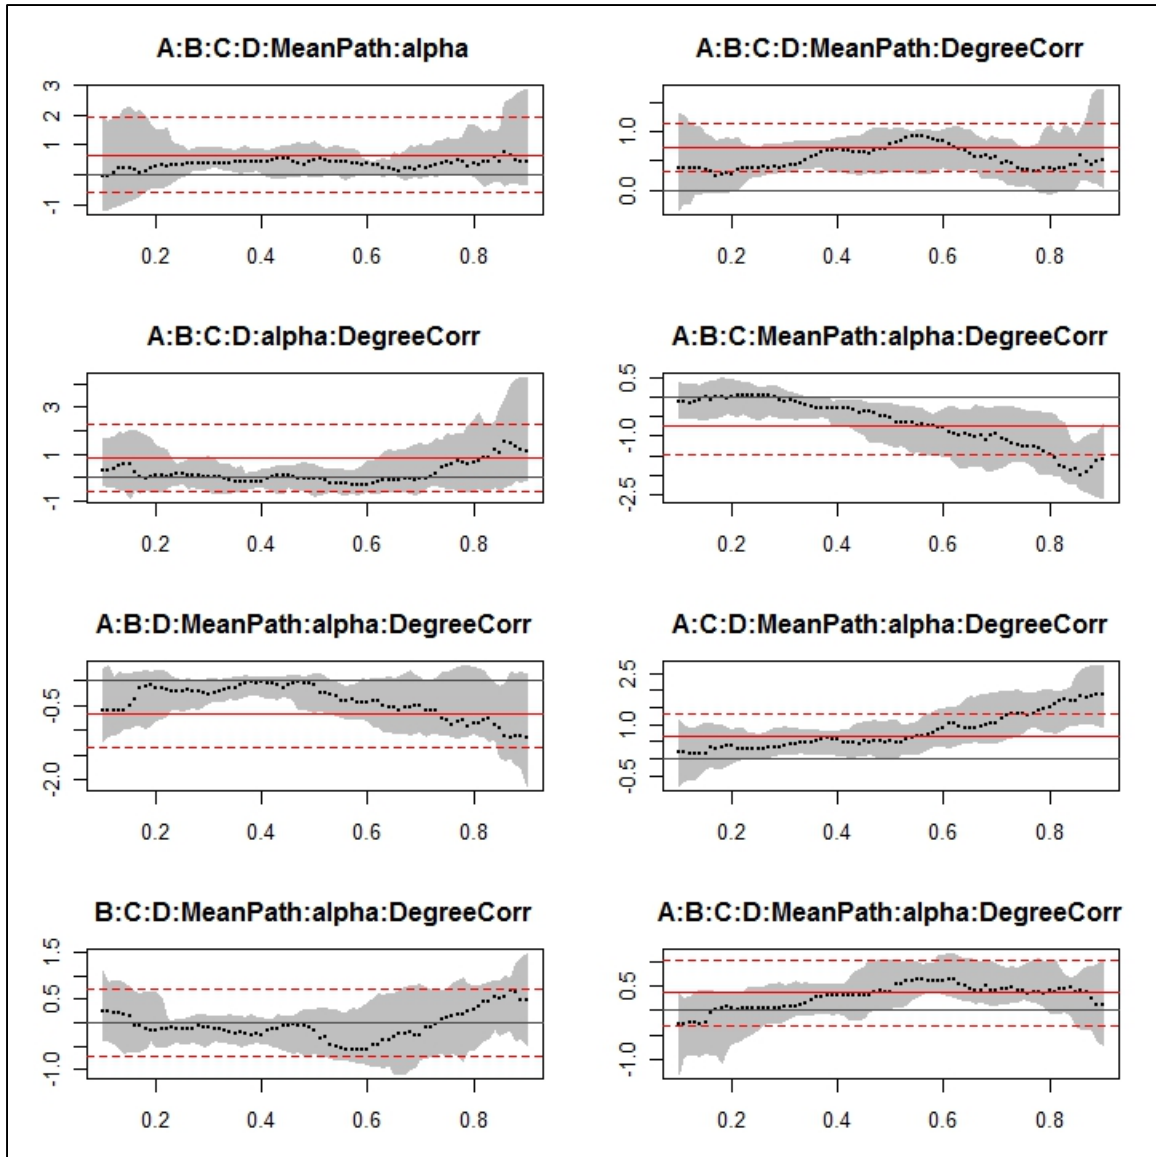 A:B:C:D:MeanPath:alpha
3
2
1
-1
0.2 0.4 0.6 0.8
A:B:C:D:MeanPath:DegreeCorr
1.0
0.0
0.2 0.4 0.6 0.8
A:B:C:D:alpha:DegreeCorr
3
1
-1
0.2 0.4 0.6 0.8
A:B:C:MeanPath:alpha:DegreeCorr
0.5
-1.0
-2.5
0.2 0.4 0.6 0.8
A:B:D:MeanPath:alpha:DegreeCorr
-0.5
-2.0
0.2 0.4 0.6 0.8
A:C:D:MeanPath:alpha:DegreeCorr
2.5
1.0
-0.5
0.2 0.4 0.6 0.8
B:C:D:MeanPath:alpha:DegreeCorr
1.5
0.5
-1.0
0.2 0.4 0.6 0.8
A:B:C:D:MeanPath:alpha:DegreeCorr
0.5
-1.0
0.2 0.4 0.6 0.8